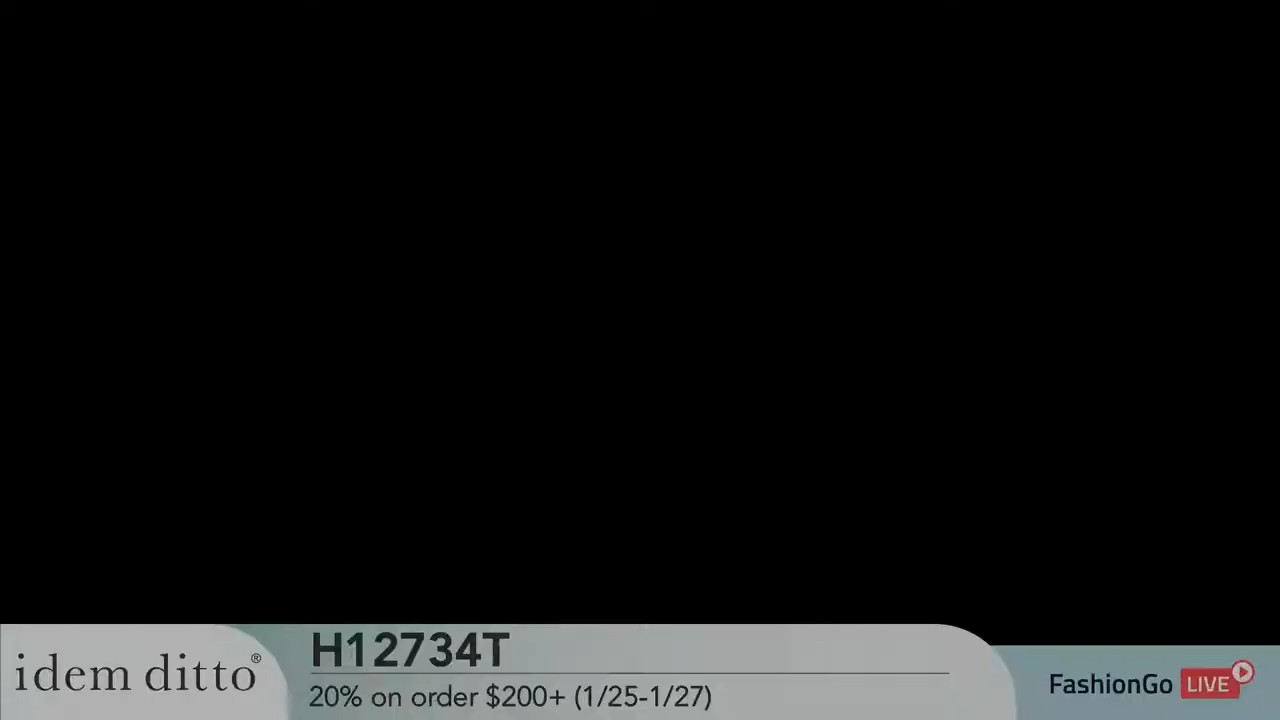 idem ditto®
H12734T
20% on order $200+ (1/25-1/27)
FashionGo LIVE